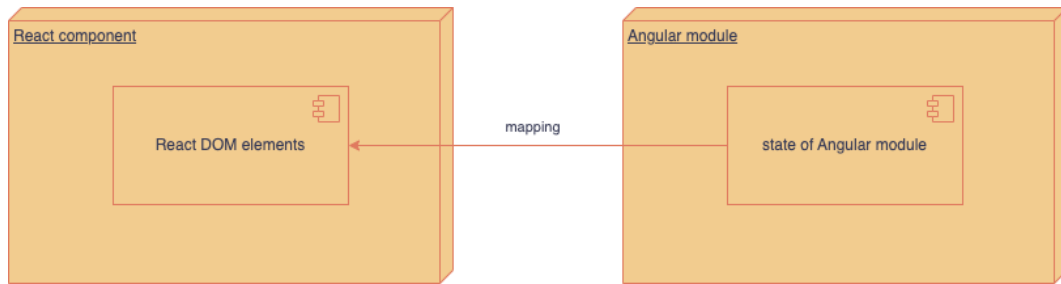 React component
Angular module
React DOM elements
mapping
state of Angular module